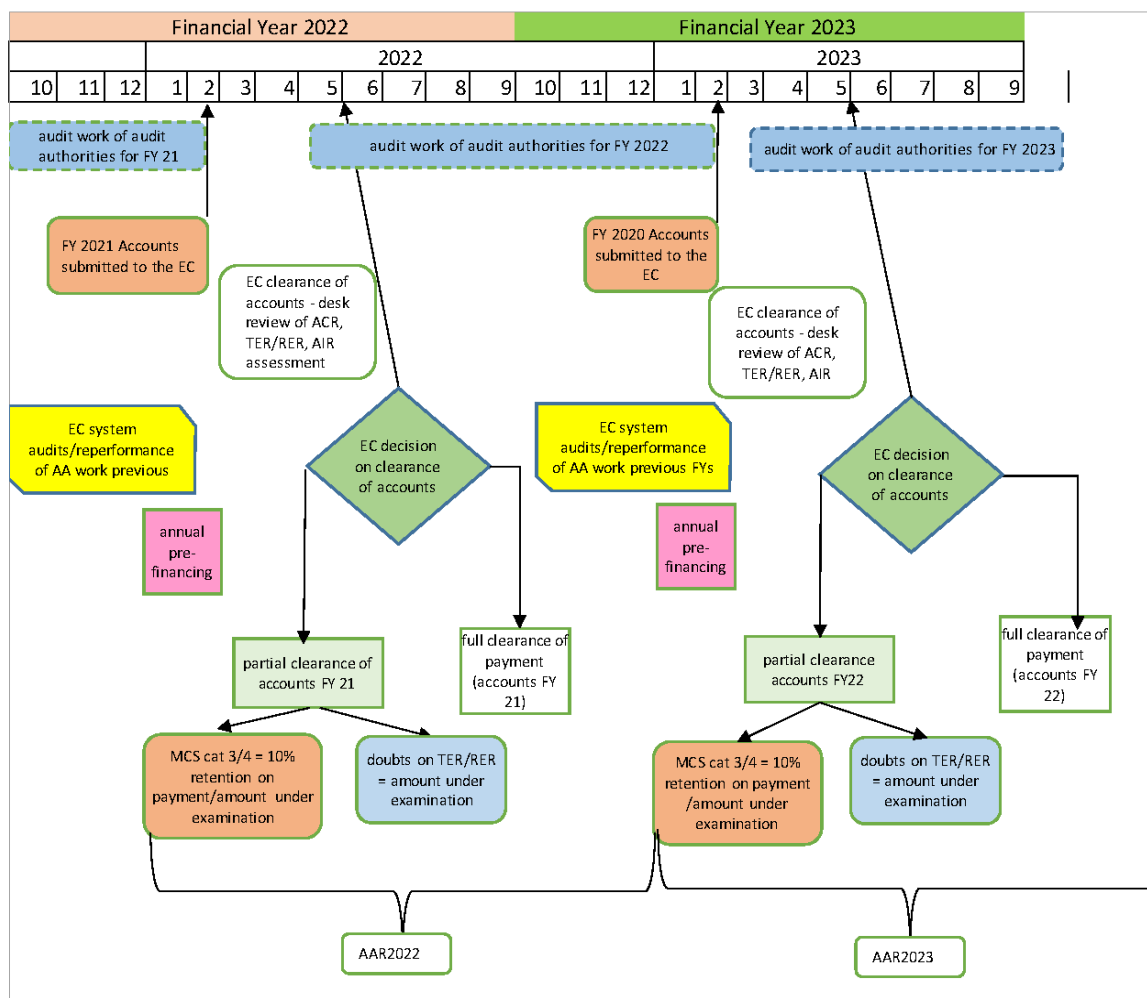 Financial Year 2022
Financial Year 2023
2022
2023
10 11 12 1 2 3 4 5 6 7 8 9 10 11 12 1 2 3 4 5 6 7 8 9
audit work of audit
authorities for FY 21
audit work of audit authorities for FY 2022
audit work of audit authorities for FY 2023
FY 2021 Accounts
submitted to the EC
FY 2020 Accounts
submitted to the
EC
EC clearance of
accounts - desk
review of ACR,
TER/RER, AIR
assessment
EC clearance of
accounts - desk
review of ACR,
TER/RER, AIR
EC system
audits/reperformance
of AA work previous
EC decision
on clearance
of accounts
EC system
audits/reperformance
of AA work previous FYs
EC decision
on clearance
of accounts
annual
pre-
financing
annual
pre-
financing
partial clearance of
accounts FY 21
full clearance of
payment
(accounts FY
21)
partial clearance
accounts FY22
full clearance of
payment
(accounts FY
22)
MCS cat 3/4 = 10%
retention on
payment/amount under
examination
doubts on TER/RER
= amount under
examination
MCS cat 3/4 = 10%
retention on payment
/amount under
examination
doubts on TER/RER
= amount under
examination
AAR2022
AAR2023